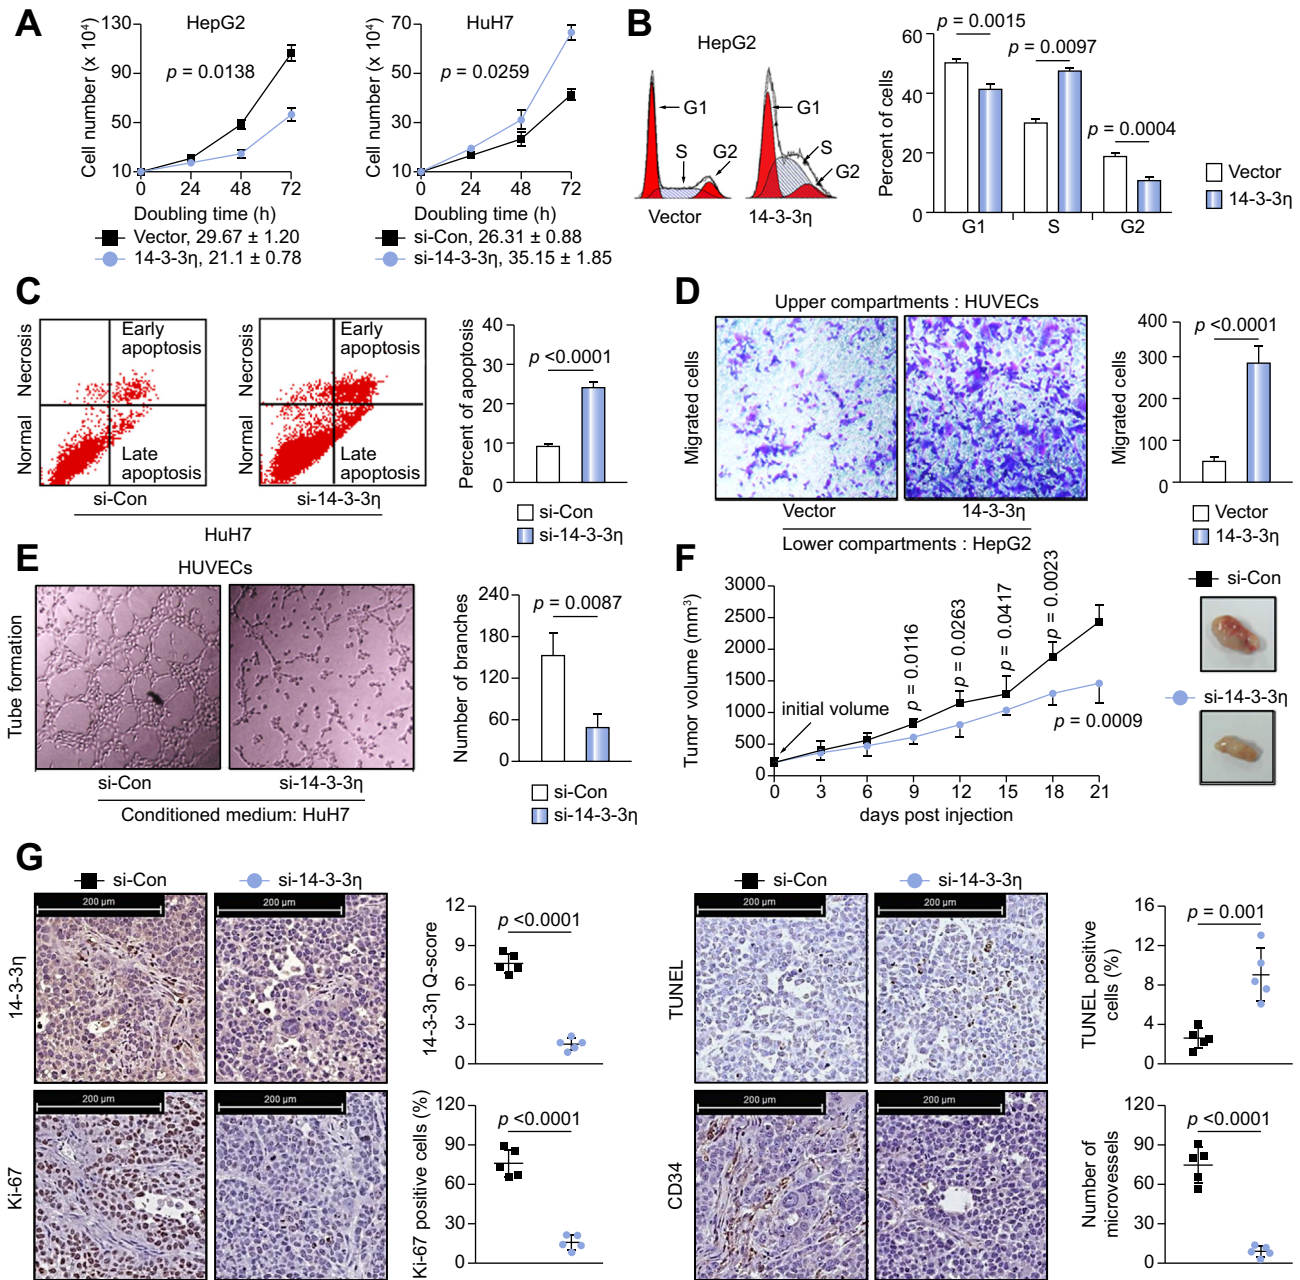 A
HepG2
Cell number (x 10⁴)
130
90
50
10
p = 0.0138
0 24 48 72
Doubling time (h)
Vector, 29.67 ± 1.20
14-3-3η, 21.1 ± 0.78
HuH7
Cell number (x 10⁴)
70
50
30
10
p = 0.0259
0 24 48 72
Doubling time (h)
si-Con, 26.31 ± 0.88
si-14-3-3η, 35.15 ± 1.85
B
HepG2
G1
S
G2
Vector
G1
S
G2
14-3-3η
Percent of cells
60
40
20
0
p = 0.0015
p = 0.0097
p = 0.0004
G1 S G2
Vector
14-3-3η
C
Necrosis
Normal
Early
apoptosis
Late
apoptosis
si-Con
Necrosis
Normal
Early
apoptosis
Late
apoptosis
si-14-3-3η
HuH7
Percent of apoptosis
40
30
20
10
0
p <0.0001
si-Con
si-14-3-3η
D
Upper compartments : HUVECs
Migrated cells
Vector
14-3-3η
Lower compartments : HepG2
Migrated cells
400
300
200
100
0
p <0.0001
Vector
14-3-3η
E
HUVECs
Tube formation
si-Con
si-14-3-3η
Conditioned medium: HuH7
Number of branches
240
180
120
60
0
p = 0.0087
si-Con
si-14-3-3η
F
Tumor volume (mm³)
3000
2500
2000
1500
1000
500
0
initial volume
p = 0.0116
p = 0.0263
p = 0.0417
p = 0.0023
p = 0.0009
0 3 6 9 12 15 18 21
days post injection
si-Con
si-14-3-3η
G
si-Con
si-14-3-3η
14-3-3η
200 µm
200 µm
14-3-3η Q-score
12
9
6
3
0
p <0.0001
Ki-67
200 µm
200 µm
Ki-67 positive cells (%)
120
90
60
30
0
p <0.0001
si-Con
si-14-3-3η
TUNEL
200 µm
200 µm
TUNEL positive
cells (%)
16
12
8
4
0
p = 0.001
CD34
200 µm
200 µm
Number of
microvessels
120
90
60
30
0
p <0.0001